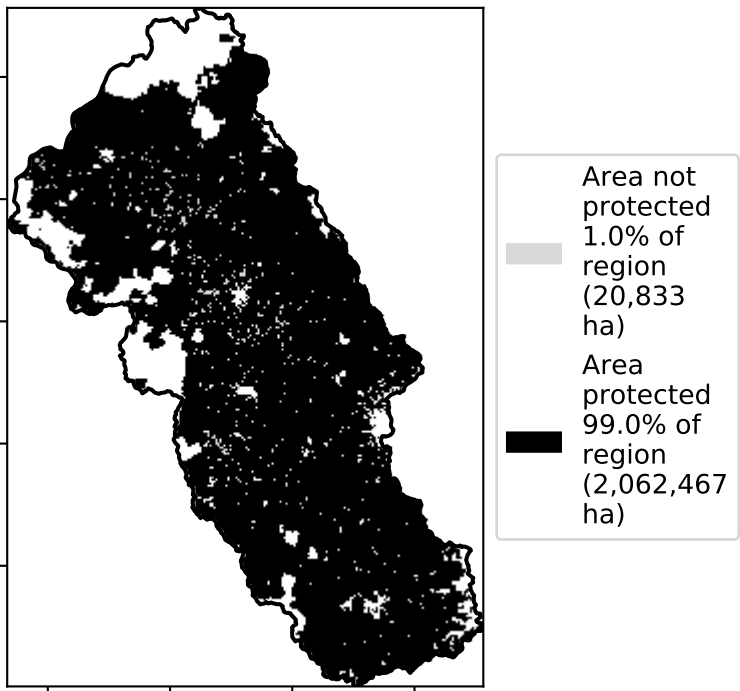 Area not
protected
1.0% of
region
(20,833
ha)
Area
protected
99.0% of
region
(2,062,467
ha)